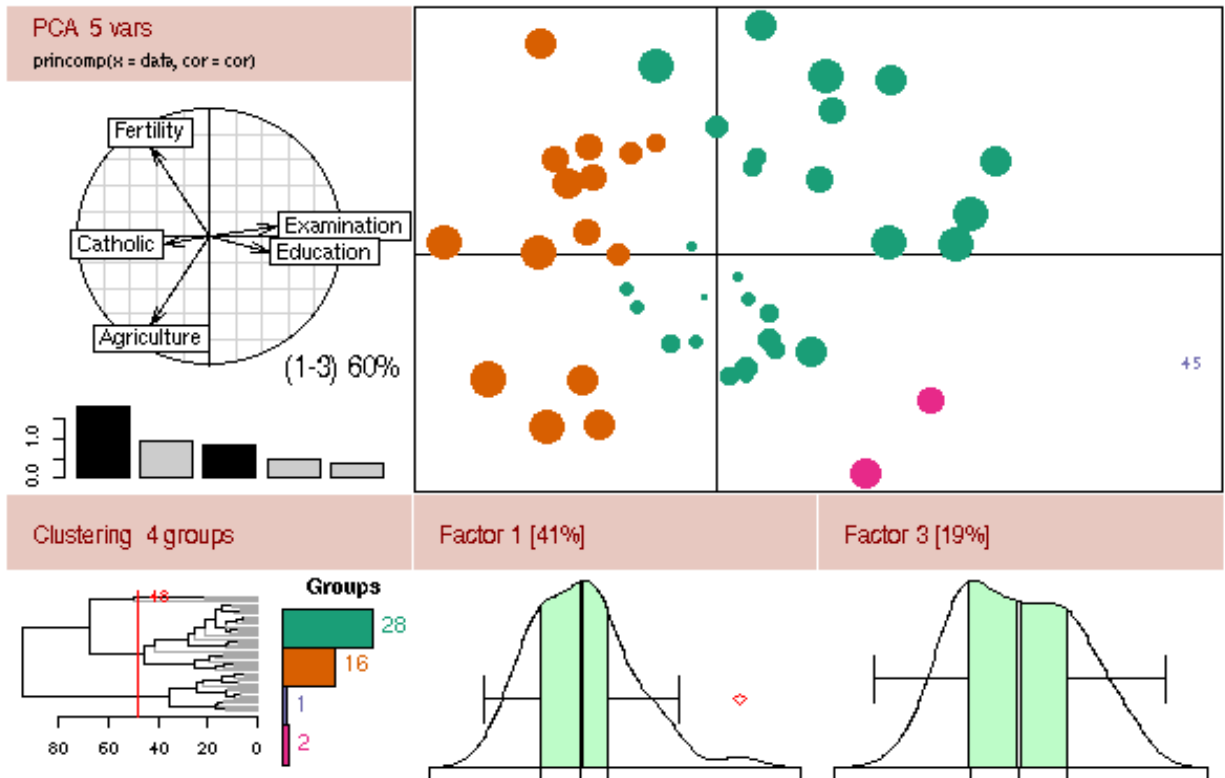 PCA 5 vars
princomp(x = data, cor = cor)
Fertility
Examination
Catholic
Education
Agriculture
(1-3) 60%
0.0 1.0
45
Clustering 4 groups
Factor 1 [41%]
Factor 3 [19%]
48
Groups
28
16
1
2
80 60 40 20 0